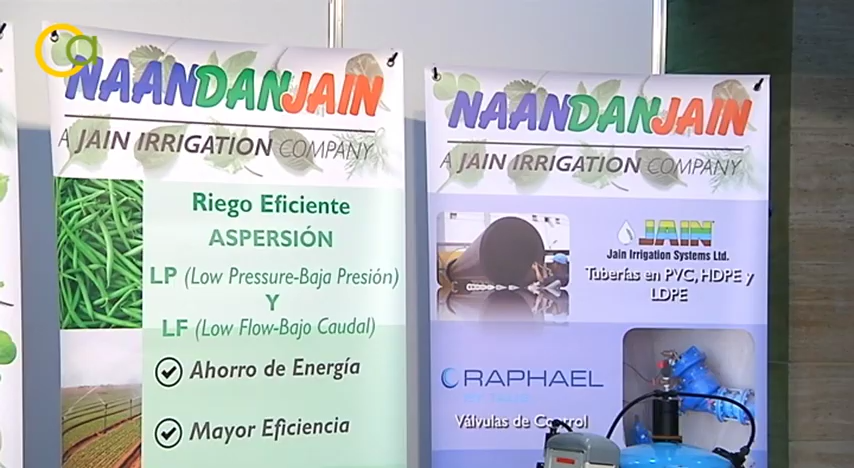 NAANDANJAIN
A JAIN IRRIGATION COMPANY
Riego Eficiente
ASPERSIÓN
LP (Low Pressure-Baja Presión)
Y
LF (Low Flow-Bajo Caudal)
Ahorro de Energía
Mayor Eficiencia
NAANDANJAIN
A JAIN IRRIGATION COMPANY
JAIN
Jain Irrigation Systems Ltd.
Tuberías en PVC, HDPE y
LDPE
RAPHAEL
Válvulas de Control